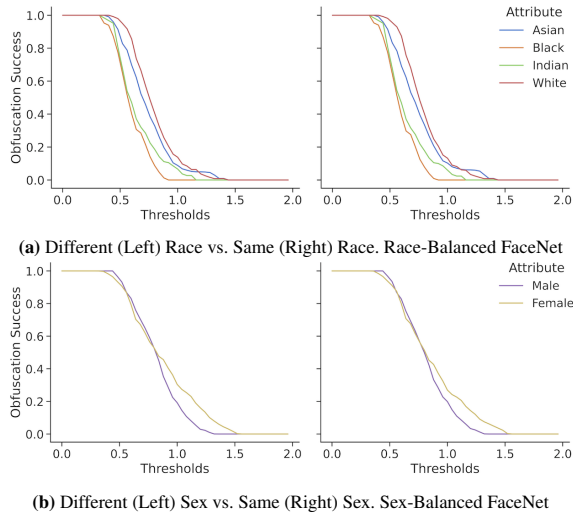 Attribute
Asian
Black
Indian
White
Obfuscation Success
1.0
0.8
0.6
0.4
0.2
0.0
0.0 0.5 1.0 1.5 2.0 0.0 0.5 1.0 1.5 2.0
Thresholds Thresholds
(a) Different (Left) Race vs. Same (Right) Race. Race-Balanced FaceNet
Attribute
Male
Female
Obfuscation Success
1.0
0.8
0.6
0.4
0.2
0.0
0.0 0.5 1.0 1.5 2.0 0.0 0.5 1.0 1.5 2.0
Thresholds Thresholds
(b) Different (Left) Sex vs. Same (Right) Sex. Sex-Balanced FaceNet